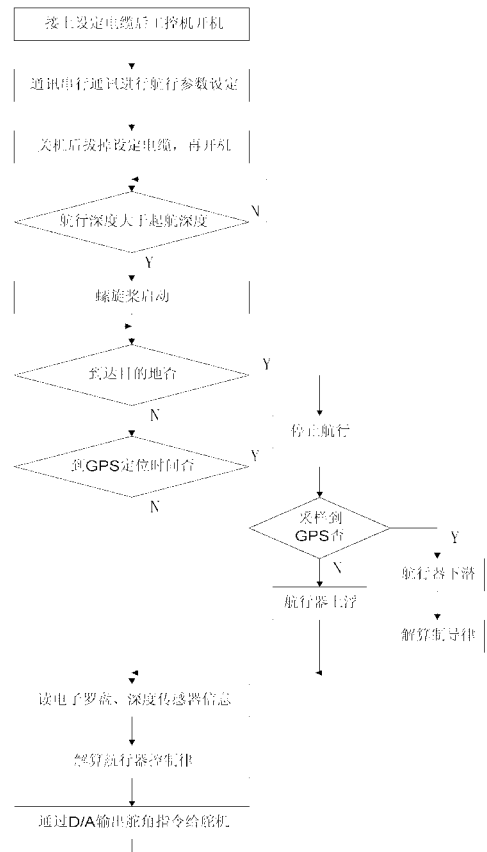 接上设定电缆后工控机开机
通讯串行通讯进行航行参数设定
关机后拔掉设定电缆，再开机
航行深度大于起航深度
N
Y
螺旋桨启动
到达目的地否
Y
N
停止航行
到GPS定位时间否
Y
N
采样到
GPS否
Y
N
航行器下潜
航行器上浮
解算制导律
读电子罗盘、深度传感器信息
解算航行器控制律
通过D/A输出舵角指令给舵机